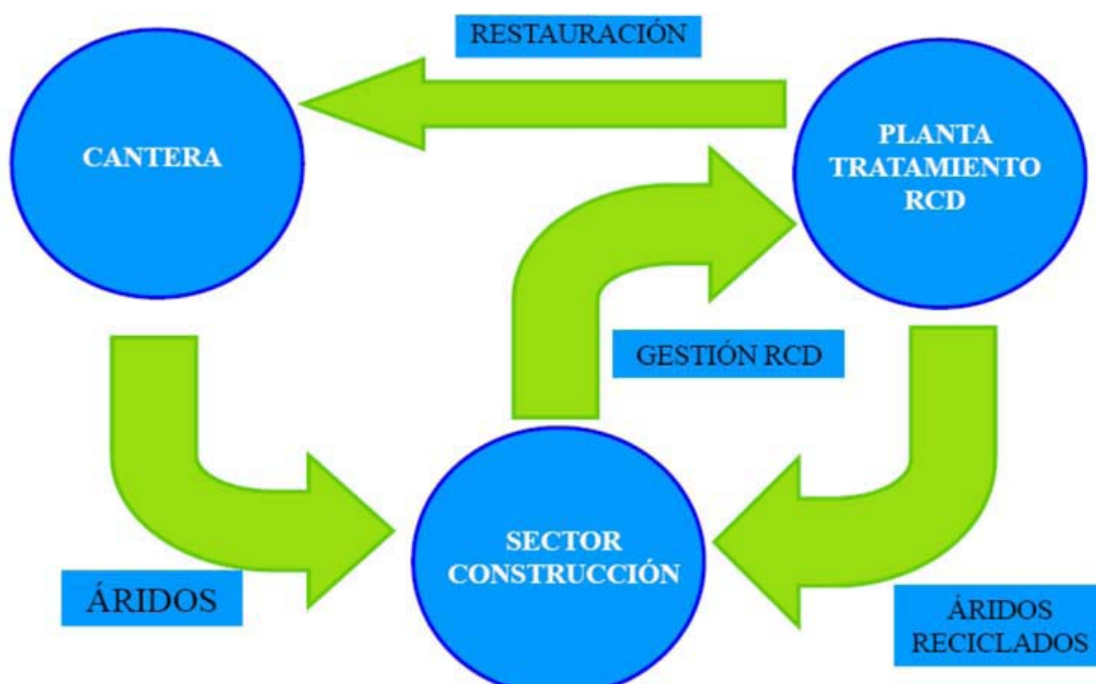 RESTAURACIÓN
CANTERA
PLANTA
TRATAMIENTO
RCD
GESTIÓN RCD
SECTOR
CONSTRUCCIÓN
ÁRIDOS
ÁRIDOS
RECICLADOS